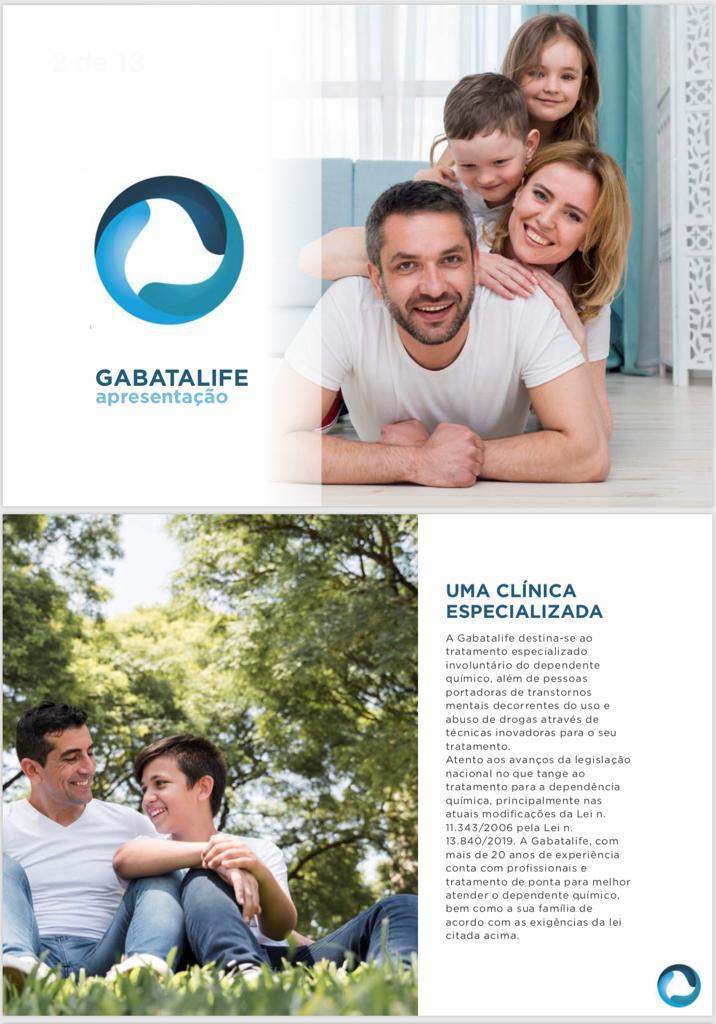 2 de 13
GABATALIFE
apresentação
UMA CLÍNICA
ESPECIALIZADA
A Gabatalife destina-se ao
tratamento especializado
involuntário do dependente
químico, além de pessoas
portadoras de transtornos
mentais decorrentes do uso e
abuso de drogas através de
técnicas inovadoras para o seu
tratamento.
Atento aos avanços da legislação
nacional no que tange ao
tratamento para a dependência
química, principalmente nas
atuais modificações da Lei n.
11.343/2006 pela Lei n.
13.840/2019. A Gabatalife, com
mais de 20 anos de experiência
conta com profissionais e
tratamento de ponta para melhor
atender o dependente químico,
bem como a sua família de
acordo com as exigências da lei
citada acima.